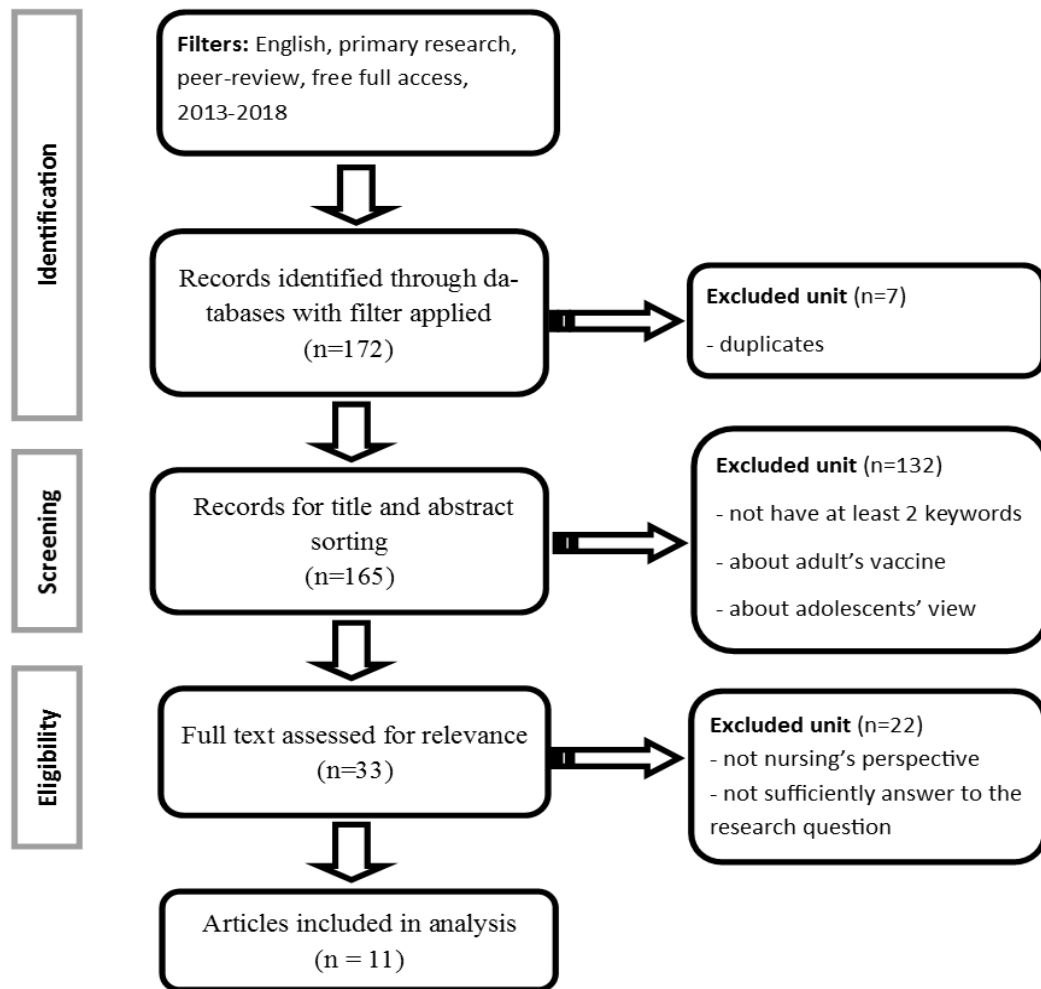 Identification
Filters: English, primary research,
peer-review, free full access,
2013-2018
Records identified through da-
tabases with filter applied
(n=172)
Excluded unit (n=7)
- duplicates
Screening
Records for title and abstract
sorting
(n=165)
Excluded unit (n=132)
- not have at least 2 keywords
- about adult's vaccine
- about adolescents' view
Eligibility
Full text assessed for relevance
(n=33)
Excluded unit (n=22)
- not nursing's perspective
- not sufficiently answer to the
research question
Articles included in analysis
(n = 11)